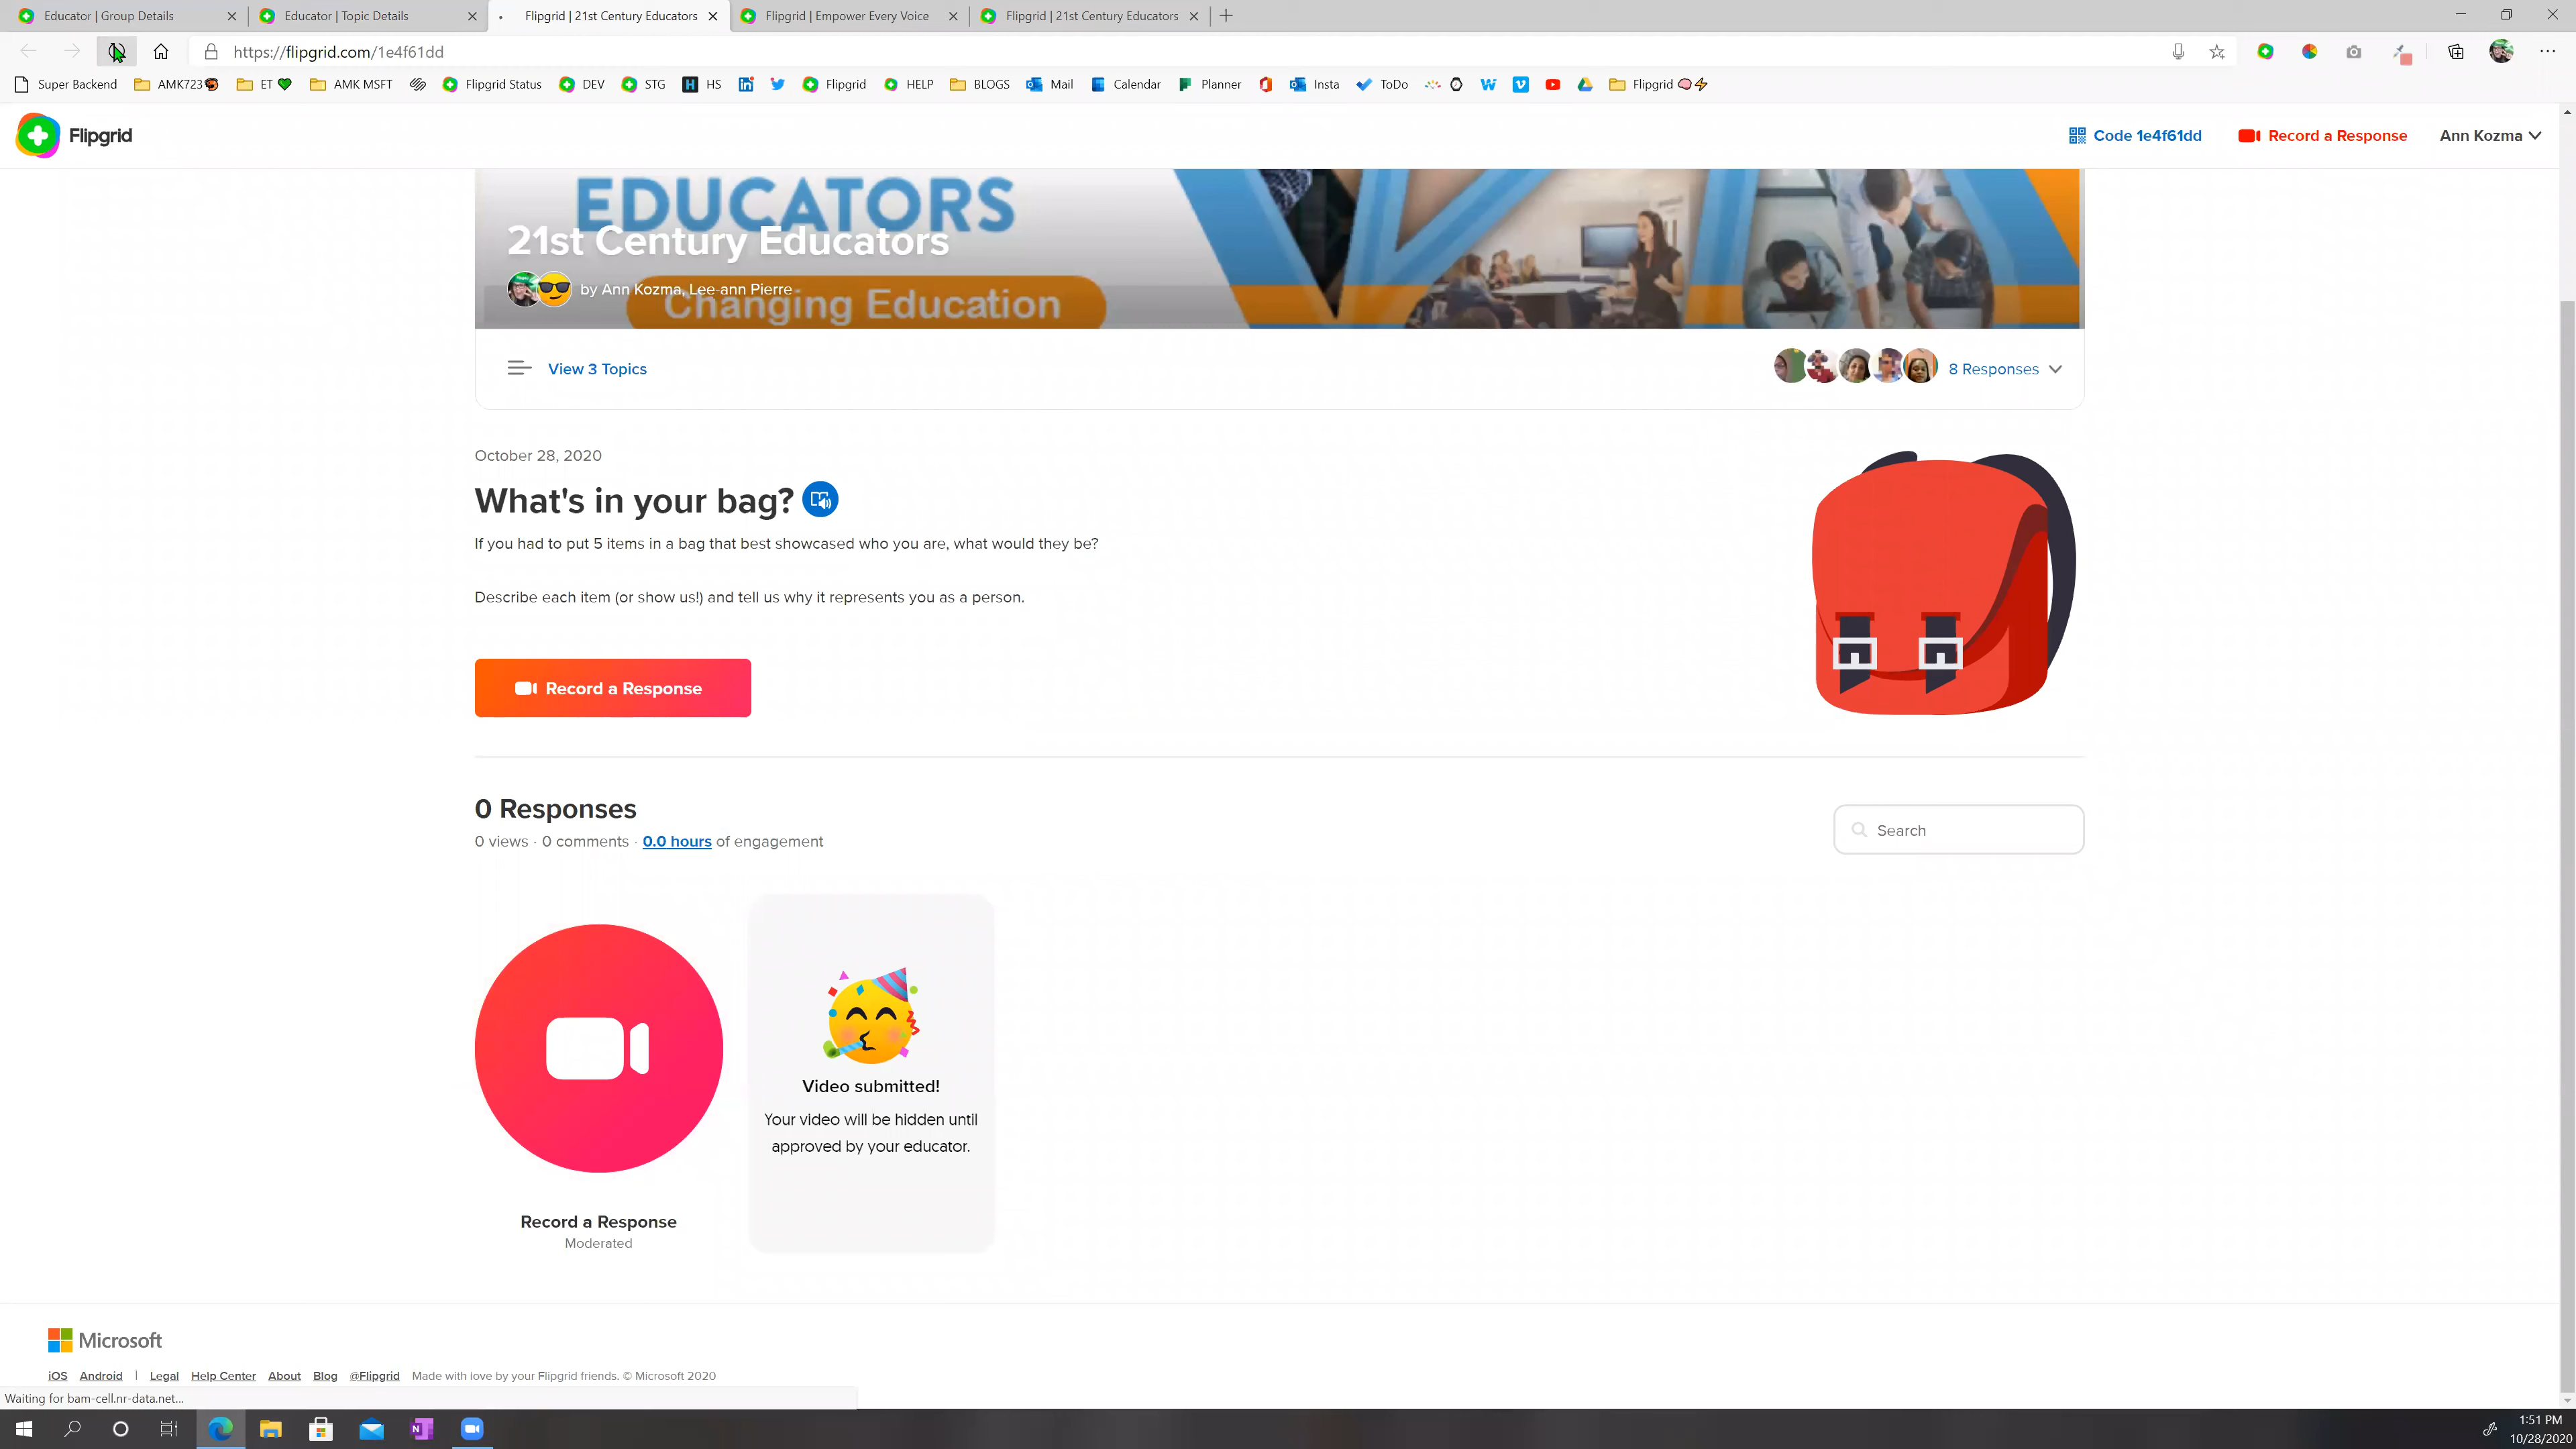 Educator | Group Details
Educator | Topic Details
Flipgrid | 21st Century Educators
Flipgrid | Empower Every Voice
Flipgrid | 21st Century Educators
https://flipgrid.com/1e4f61dd
Super Backend
AMK723
ET
AMK MSFT
Flipgrid Status
DEV
STG
HS
Flipgrid
HELP
BLOGS
Mail
Calendar
Planner
Insta
ToDo
Flipgrid
Flipgrid
Code 1e4f61dd
Record a Response
Ann Kozma
EDUCATORS
21st Century Educators
by Ann Kozma, Lee-ann Pierre
Changing Education
View 3 Topics
8 Responses
October 28, 2020
What's in your bag?
If you had to put 5 items in a bag that best showcased who you are, what would they be?
Describe each item (or show us!) and tell us why it represents you as a person.
Record a Response
0 Responses
0 views · 0 comments · 0.0 hours of engagement
Search
Video submitted!
Your video will be hidden until
approved by your educator.
Record a Response
Moderated
Microsoft
iOS Android | Legal Help Center About Blog @Flipgrid Made with love by your Flipgrid friends. © Microsoft 2020
Waiting for bam-cell.nr-data.net...
1:51 PM
10/28/2020